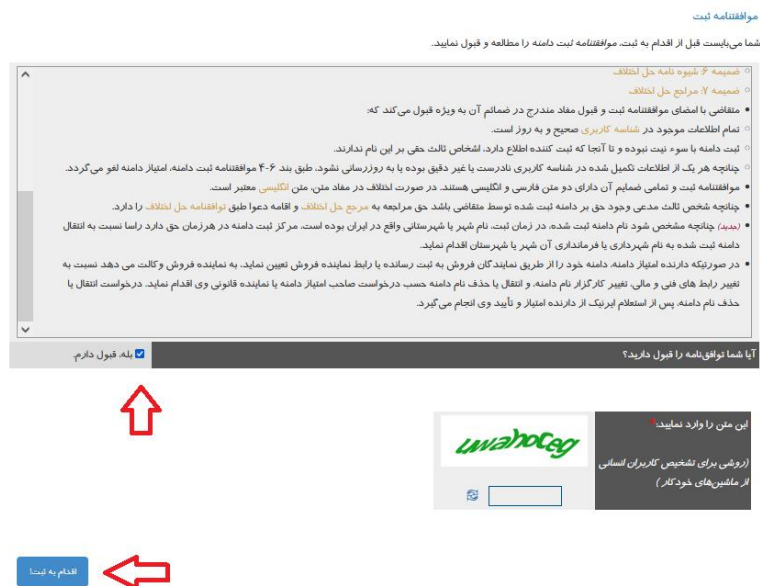 موافقتنامه ثبت
شما می‌بایست قبل از اقدام به ثبت، موافقتنامه ثبت دامنه را مطالعه و قبول نمایید.
ضمیمه ۶: شیوه نامه حل اختلاف
ضمیمه ۷: مراجع حل اختلاف
متقاضی با امضای موافقتنامه ثبت و قبول مفاد مندرج در ضمائم آن به ویژه قبول می‌کند که:
تمام اطلاعات موجود در شناسه کاربری صحیح و به روز است.
ثبت دامنه با سوء نیت نبوده و تا آنجا که ثبت کننده اطلاع دارد، اشخاص ثالث حقی بر این نام ندارند.
چنانچه هر یک از اطلاعات تکمیل شده در شناسه کاربری نادرست یا غیر دقیق بوده یا به روزرسانی نشود، طبق بند ۶-۴ موافقتنامه ثبت دامنه، امتیاز دامنه لغو می گردد.
موافقتنامه ثبت و تمامی ضمایم آن دارای دو متن فارسی و انگلیسی هستند. در صورت اختلاف در مفاد متن، متن انگلیسی معتبر است.
چنانچه شخص ثالث مدعی وجود حق بر دامنه ثبت شده توسط متقاضی باشد حق مراجعه به مرجع حل اختلاف و اقامه دعوا طبق توافقنامه حل اختلاف را دارد.
(جدید) چنانچه مشخص شود نام دامنه ثبت شده، در زمان ثبت، نام شهر یا شهرستانی واقع در ایران بوده است، مرکز ثبت دامنه در هرزمان حق دارد راسا نسبت به انتقال
دامنه ثبت شده به نام شهرداری یا فرمانداری آن شهر یا شهرستان اقدام نماید.
در صورتیکه دارنده امتیاز دامنه، دامنه خود را از طریق نمایندگان فروش به ثبت رسانده یا رابط نماینده فروش تعیین نماید، به نماینده فروش وکالت می دهد نسبت به
تغییر رابط های فنی و مالی، تغییر کارگزار نام دامنه، و انتقال یا حذف نام دامنه حسب درخواست صاحب امتیاز دامنه یا نماینده قانونی وی اقدام نماید. درخواست انتقال یا
حذف نام دامنه، پس از استعلام ایرنیک از دارنده امتیاز و تأیید وی انجام می گیرد.
آیا شما توافق‌نامه را قبول دارید؟
بله، قبول دارم.
این متن را وارد نمایید:*
(روشی برای تشخیص کاربران انسانی
از ماشین‌های خودکار)
اقدام به ثبت!